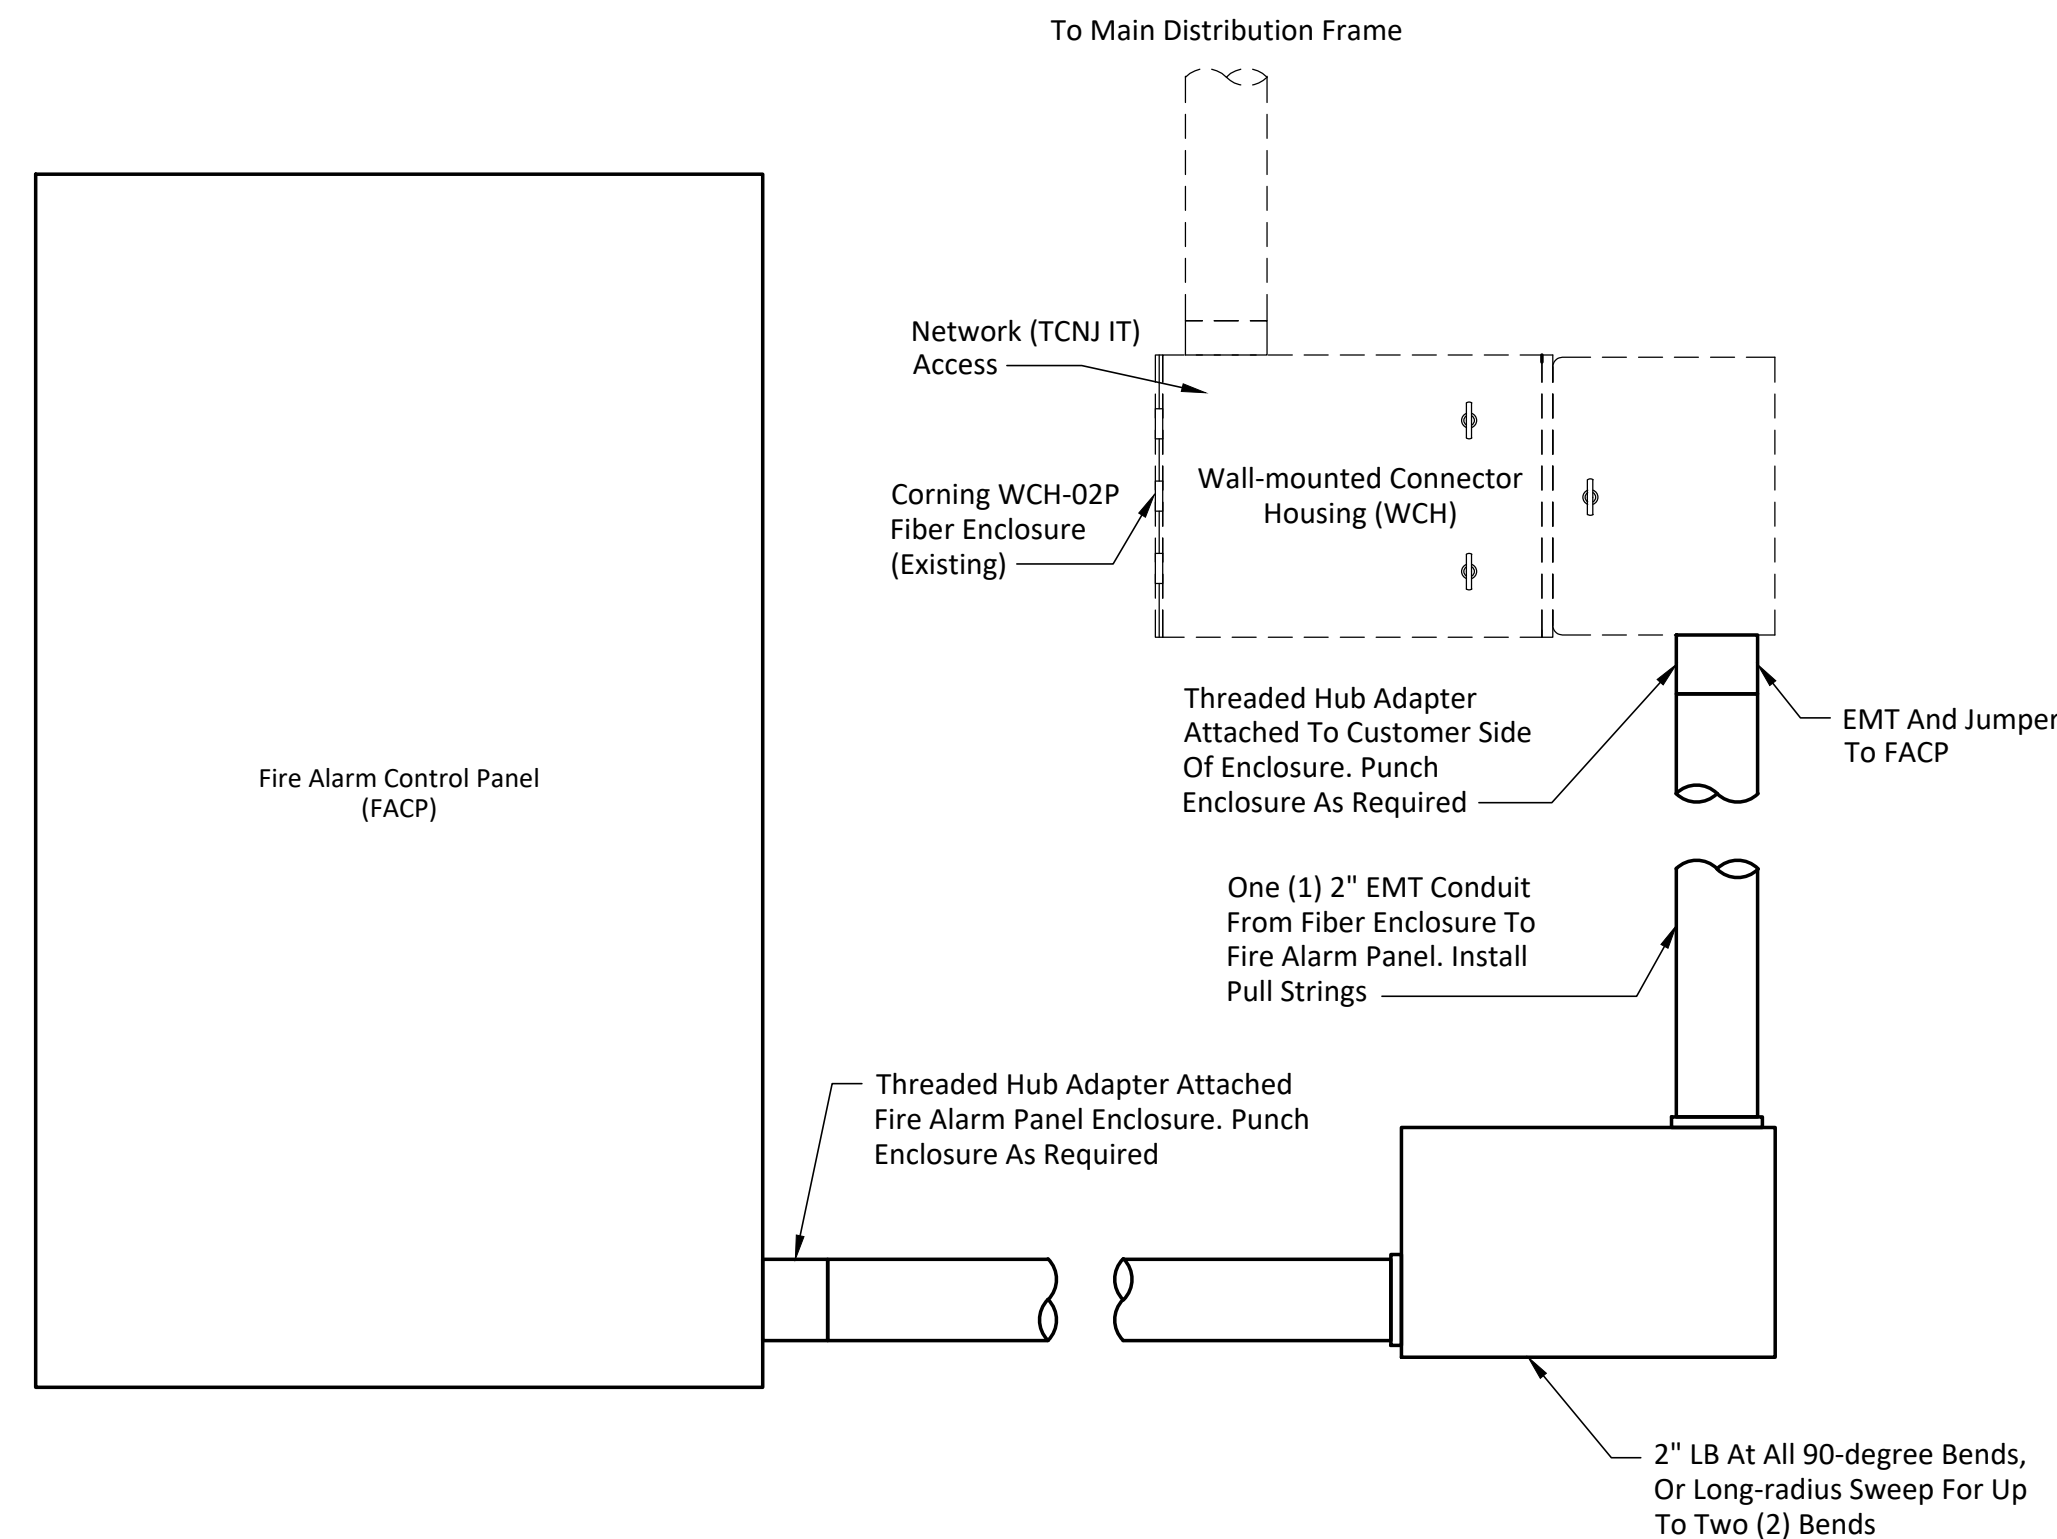 To Main Distribution Frame
Network (TCNJ IT)
Access
Corning WCH-02P
Fiber Enclosure
(Existing)
Wall-mounted Connector
Housing (WCH)
Threaded Hub Adapter
Attached To Customer Side
Of Enclosure. Punch
Enclosure As Required
EMT And Jumper
To FACP
Fire Alarm Control Panel
(FACP)
One (1) 2" EMT Conduit
From Fiber Enclosure To
Fire Alarm Panel. Install
Pull Strings
Threaded Hub Adapter Attached
Fire Alarm Panel Enclosure. Punch
Enclosure As Required
2" LB At All 90-degree Bends,
Or Long-radius Sweep For Up
To Two (2) Bends